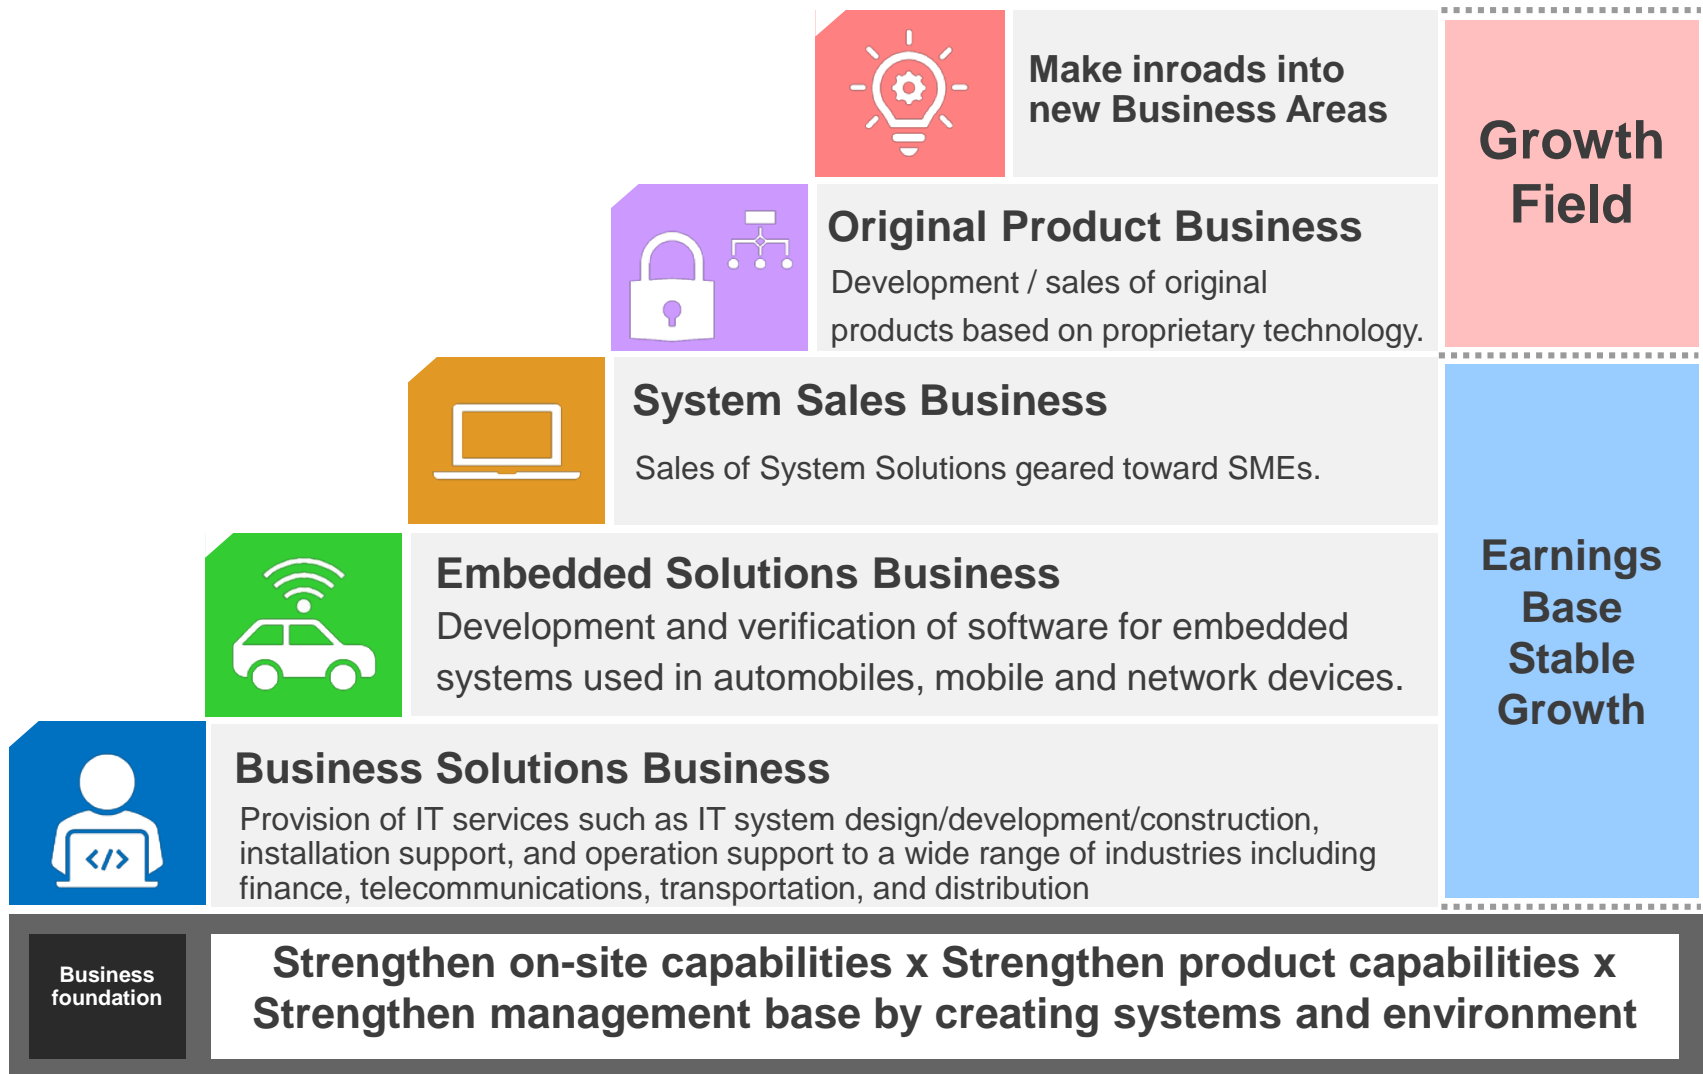 Make inroads into
new Business Areas
Growth
Field
Original Product Business
Development / sales of original
products based on proprietary technology.
System Sales Business
Sales of System Solutions geared toward SMEs.
Embedded Solutions Business
Development and verification of software for embedded
systems used in automobiles, mobile and network devices.
Earnings
Base
Stable
Growth
</>
Business Solutions Business
Provision of IT services such as IT system design/development/construction,
installation support, and operation support to a wide range of industries including
finance, telecommunications, transportation, and distribution
Business
foundation
Strengthen on-site capabilities x Strengthen product capabilities x
Strengthen management base by creating systems and environment